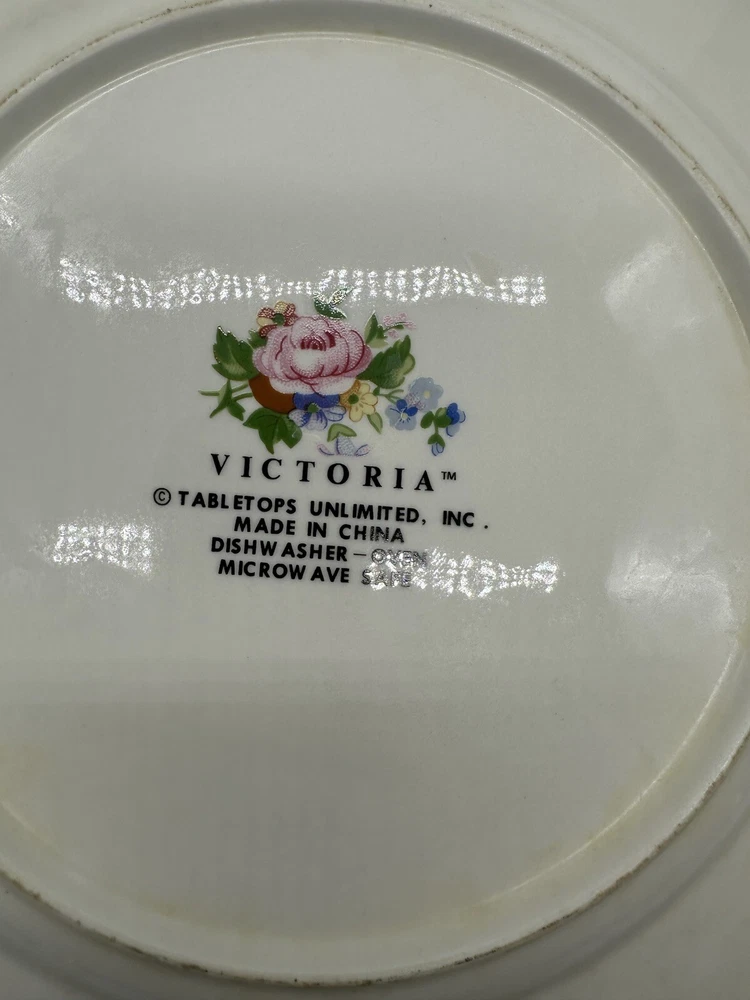 VICTORIA™
© TABLETOPS UNLIMITED, INC.
MADE IN CHINA
DISHWASHER–OVEN
MICROWAVE SAFE